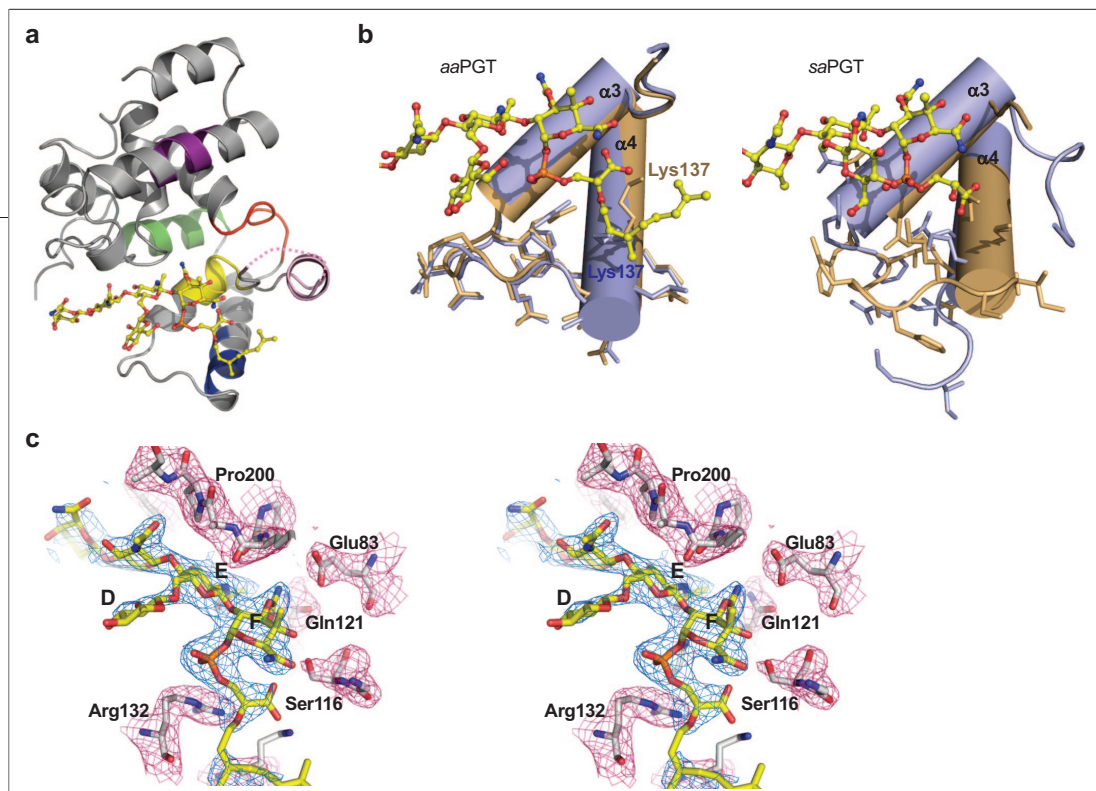 a
b
aaPGT
α3
α4
Lys137
Lys137
saPGT
α3
α4
c
Pro200
Glu83
E
D
F
Gln121
Ser116
Arg132
Pro200
Glu83
E
D
F
Gln121
Ser116
Arg132